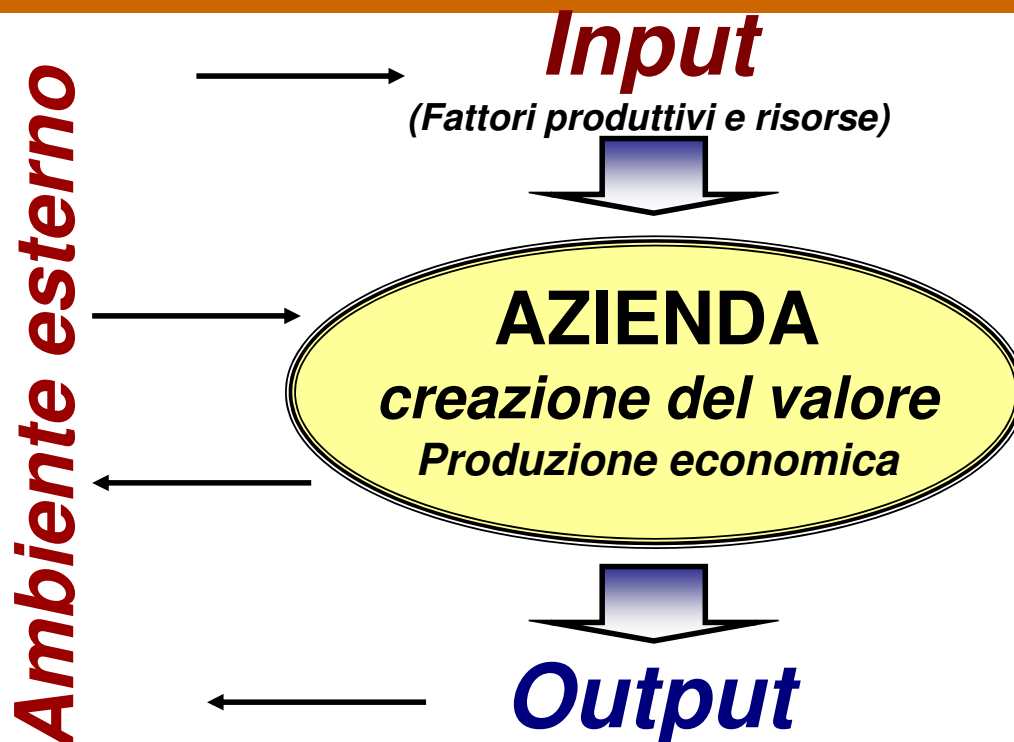 Ambiente esterno
Input
(Fattori produttivi e risorse)
AZIENDA
creazione del valore
Produzione economica
Output